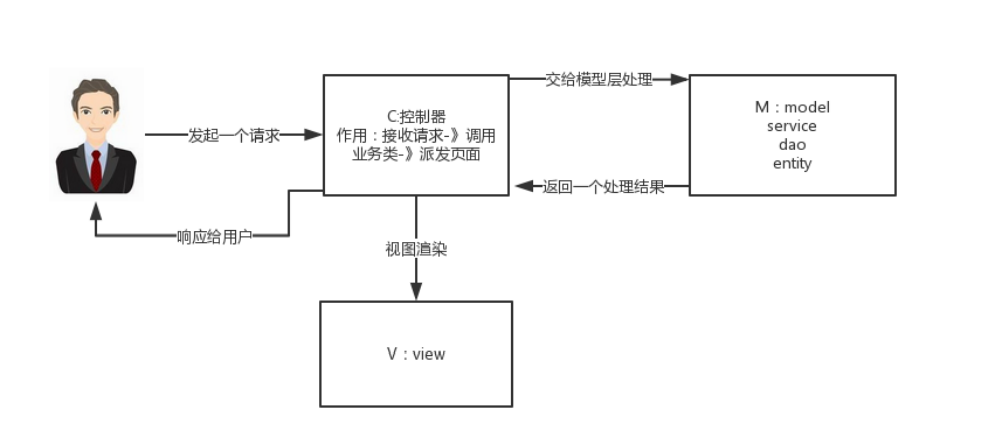 交给模型层处理
C:控制器
作用：接收请求-》调用
业务类-》派发页面
M：model
service
dao
entity
发起一个请求
返回一个处理结果
响应给用户
视图渲染
V：view